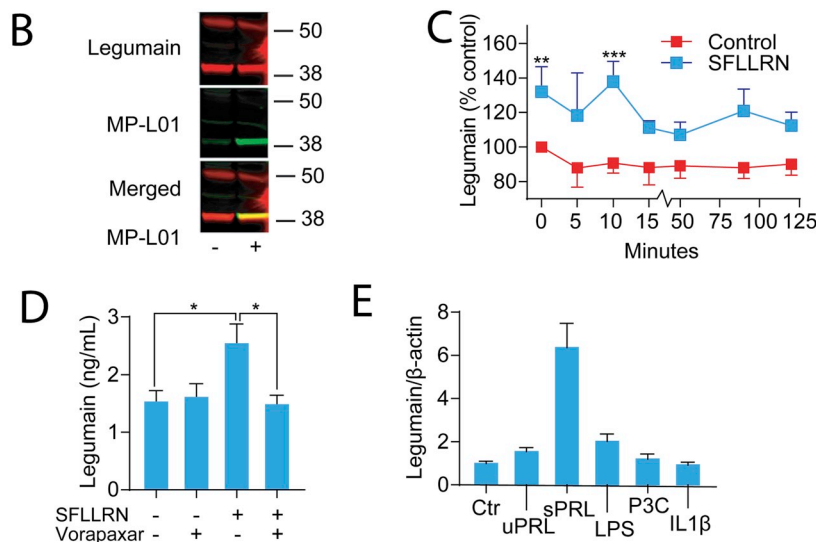 B
Legumain
50
38
MP-L01
50
38
Merged
50
38
MP-L01
- +
C
Legumain (% control)
160
140
120
100
80
** ***
Control
SFLLRN
0 5 10 15 50 75 100 125
Minutes
D
Legumain (ng/mL)
3
2
1
0
* *
SFLLRN - - + +
Vorapaxar - + - +
E
Legumain/β-actin
8
6
4
2
0
Ctr uPRL sPRL LPS P3C IL1β